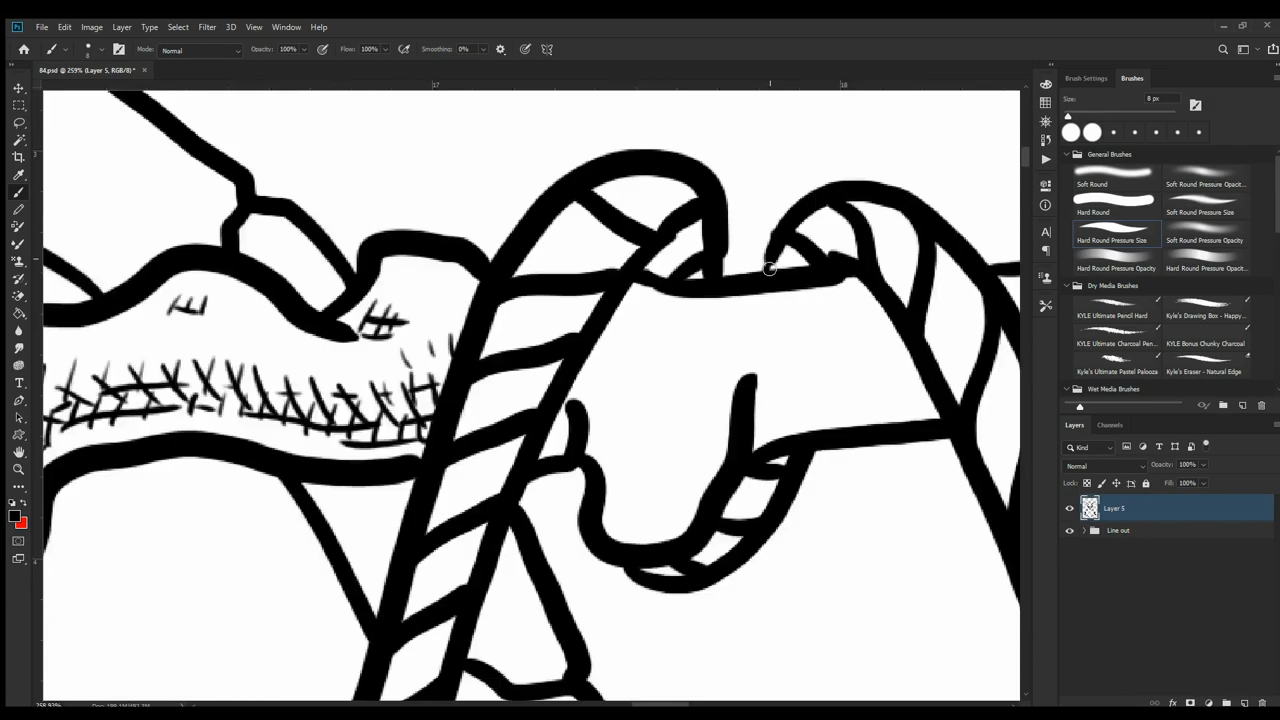 Ps File Edit Image Layer Type Select Filter 3D View Window Help
8 Mode: Normal Opacity: 100% Flow: 100% Smoothing: 0%
84.psd @ 259% (Layer 5, RGB/8) *
17 18
3
4
Brush Settings Brushes
Size: 8 px
General Brushes
Soft Round Soft Round Pressure Opacit...
Hard Round Soft Round Pressure Size
Hard Round Pressure Size Soft Round Pressure Opacity
Hard Round Pressure Opacity Hard Round Pressure Opacit...
Dry Media Brushes
KYLE Ultimate Pencil Hard Kyle's Drawing Box - Happy...
KYLE Ultimate Charcoal Pen... KYLE Bonus Chunky Charcoal
Kyle's Ultimate Pastel Palooza Kyle's Eraser - Natural Edge
Wet Media Brushes
Layers Channels
Kind
Normal Opacity: 100%
Lock: Fill: 100%
Layer 5
Line out